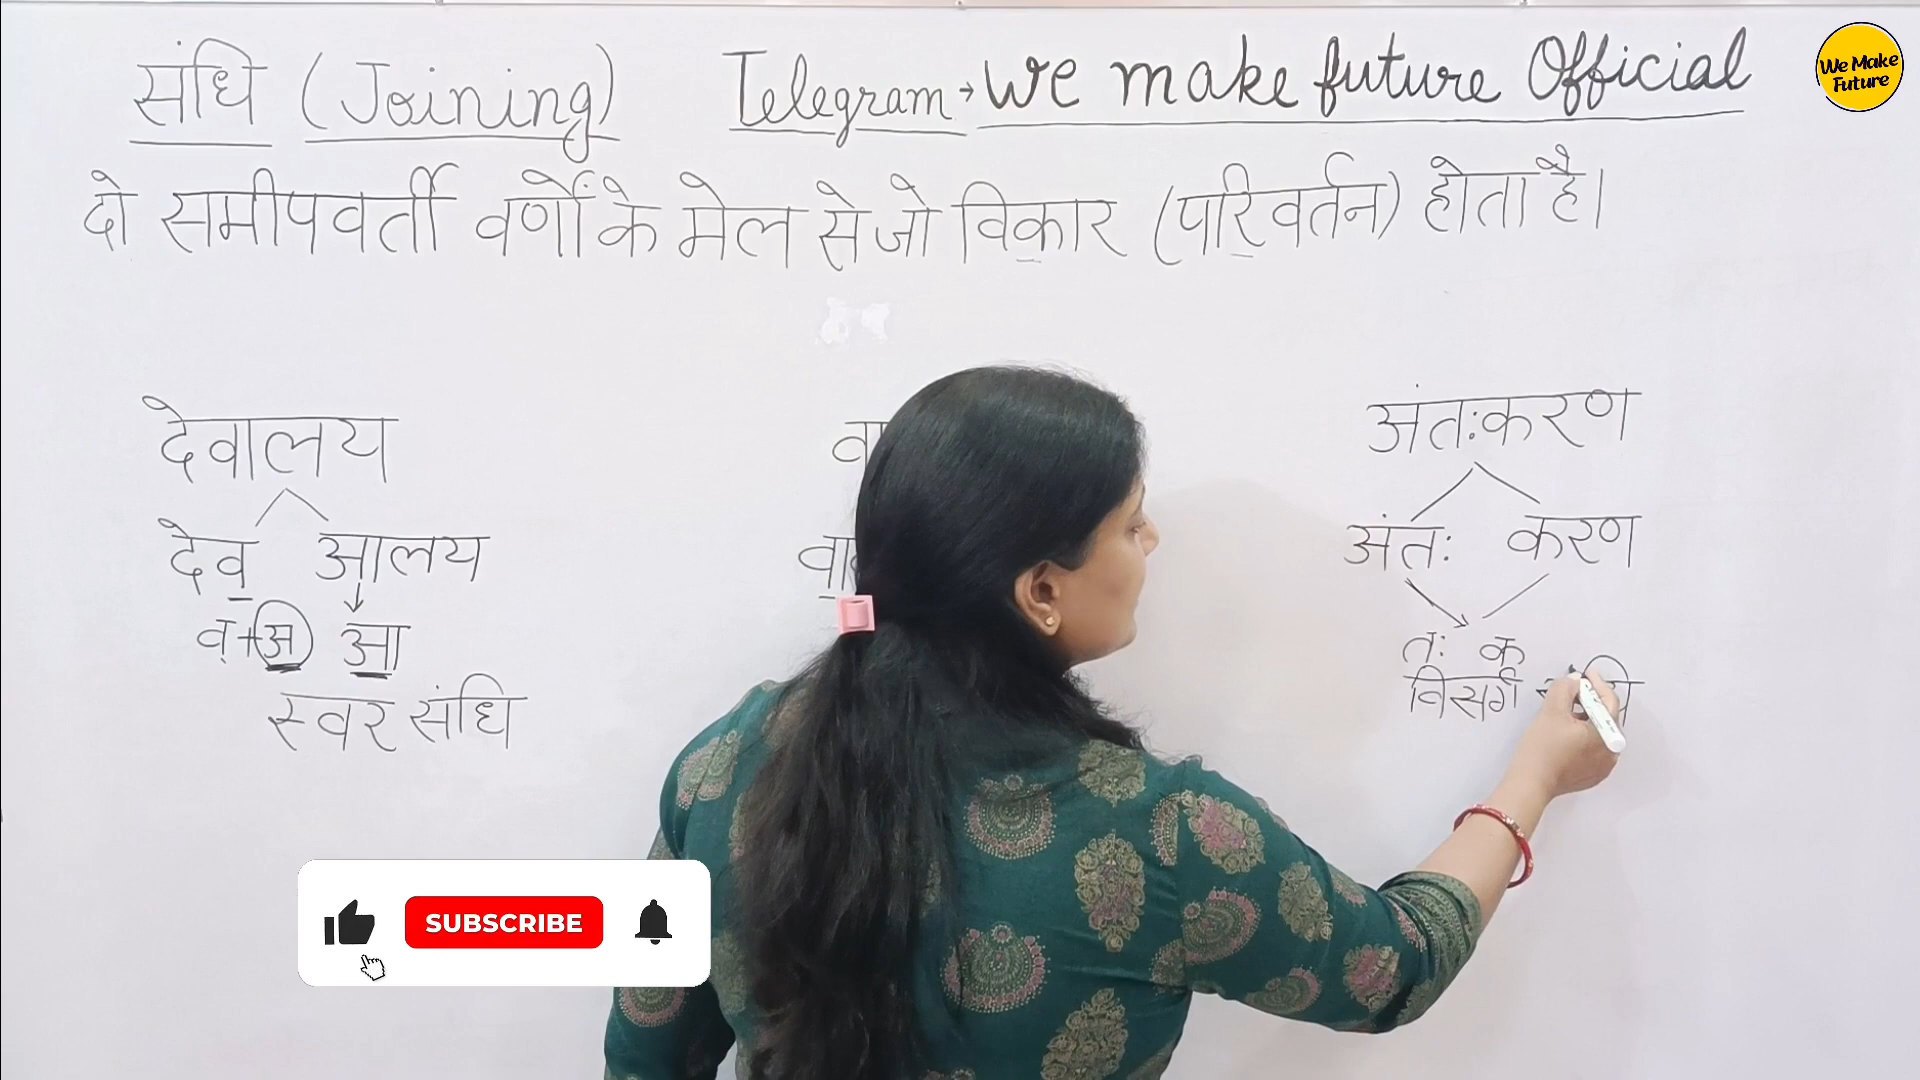 संधि (Joining) Telegram → We make future Official
We Make Future
दो समीपवर्ती वर्णों के मेल से जो विकार (परिवर्तन) होता है।
देवालय
अंतःकरण
देव आलय
अंतः करण
व्+अ आ
तः क
स्वर संधि
विसर्ग
SUBSCRIBE